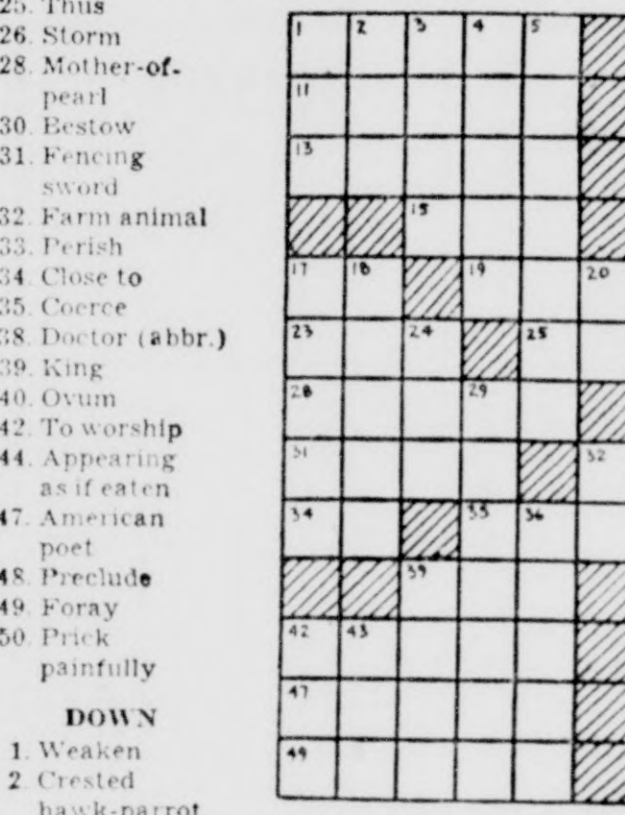 25. Thus
26. Storm
28. Mother-of-
pearl
30. Bestow
31. Fencing
sword
32. Farm animal
33. Perish
34. Close to
35. Coerce
38. Doctor (abbr.)
39. King
40. Ovum
42. To worship
44. Appearing
as if eaten
47. American
poet
48. Preclude
49. Foray
50. Prick
painfully
DOWN
1. Weaken
2. Crested
hawk-parrot
1 2 3 4 5
11
13
15
17 18 19 20
23 24 25
28 29
31 32
34 35 36
39
42 43
47
49